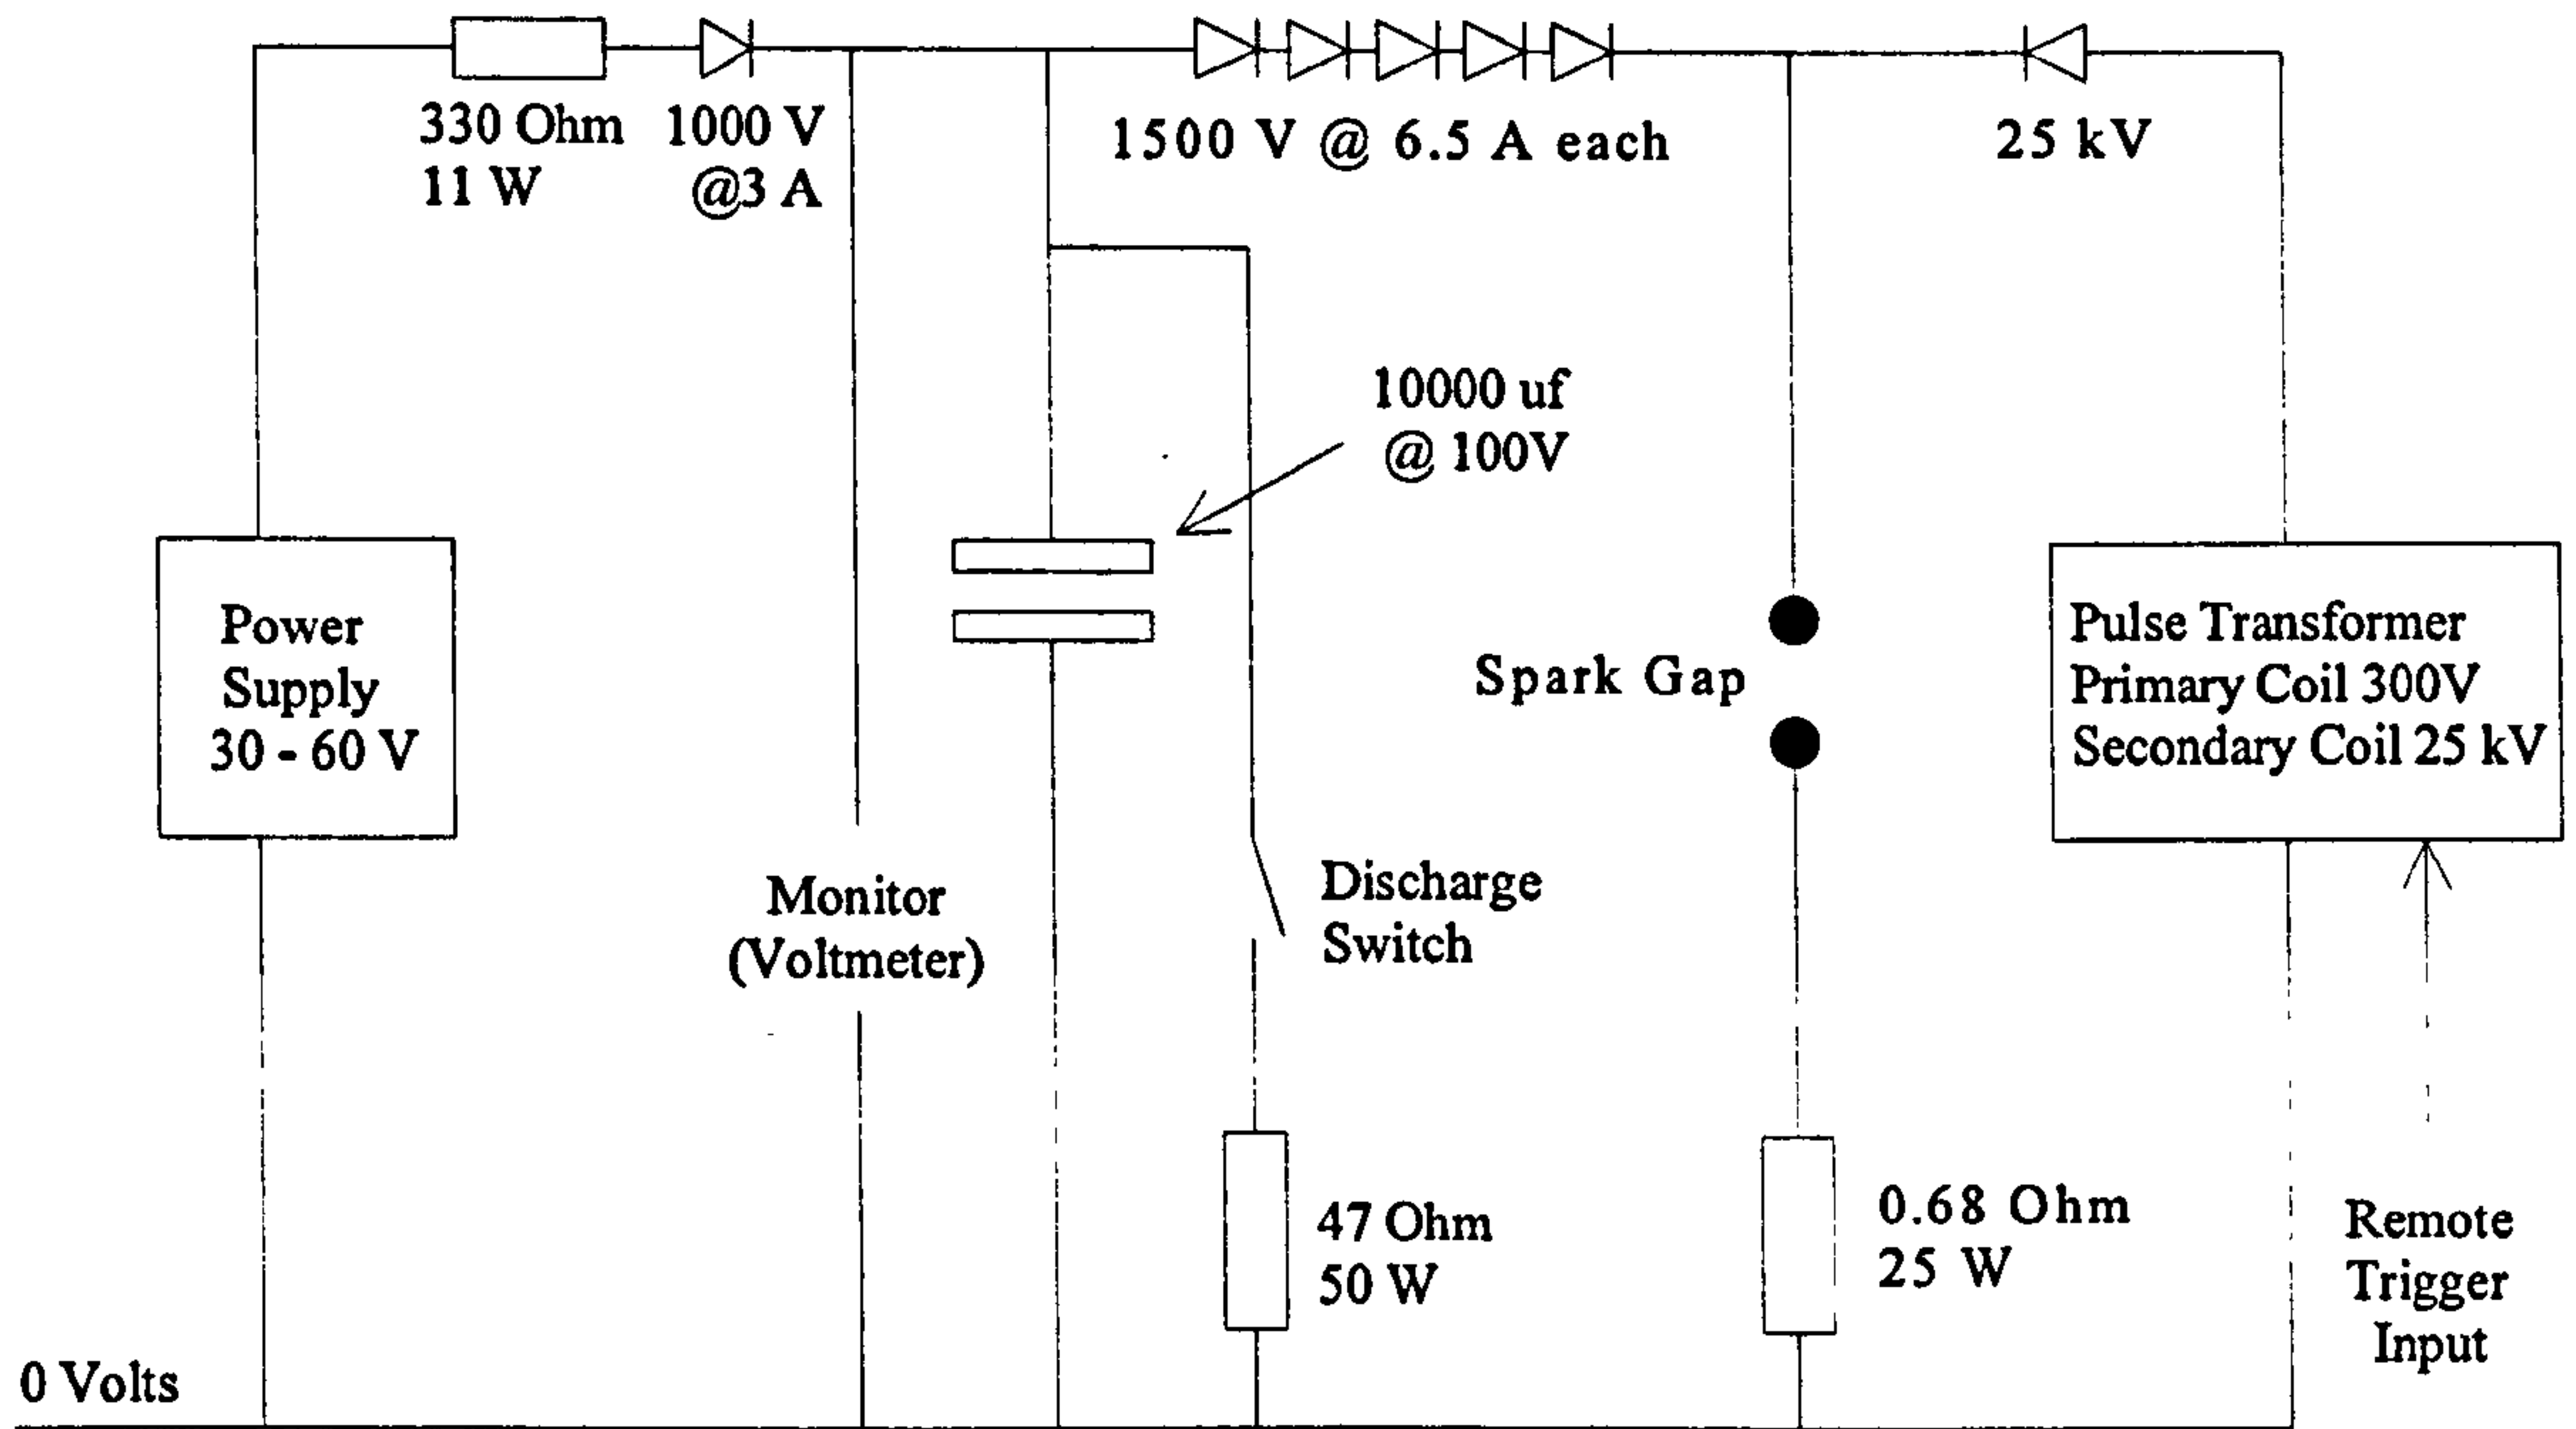 330 Ohm
11 W
1000 V
@3 A
1500 V @ 6.5 A each
25 kV
10000 uf
@ 100V
Power
Supply
30 - 60 V
Spark Gap
Pulse Transformer
Primary Coil 300V
Secondary Coil 25 kV
Monitor
(Voltmeter)
Discharge
Switch
47 Ohm
50 W
0.68 Ohm
25 W
Remote
Trigger
Input
0 Volts